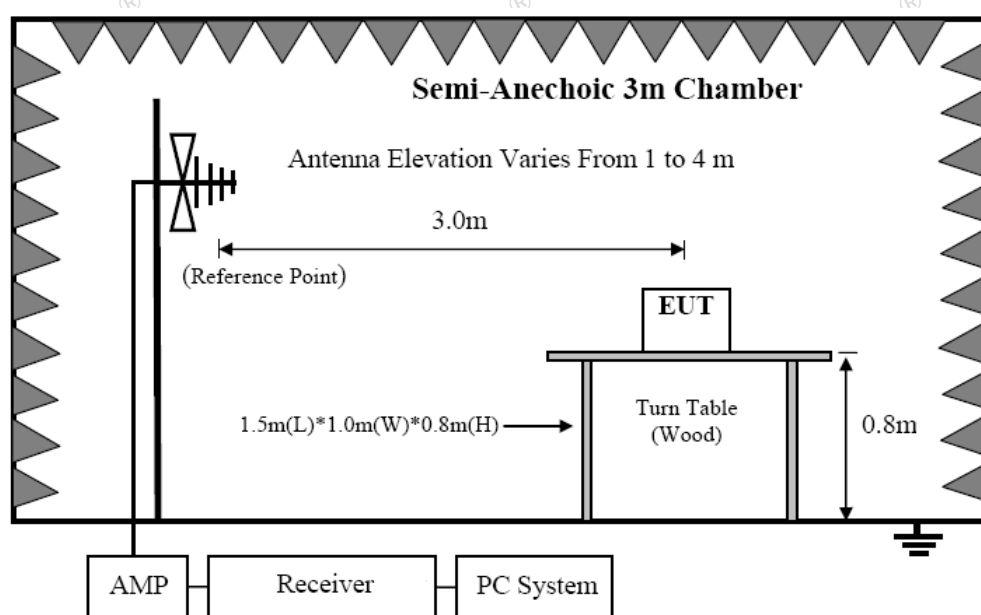 (R)
(R)
(R)
Semi-Anechoic 3m Chamber
Antenna Elevation Varies From 1 to 4 m
3.0m
(Reference Point)
EUT
Turn Table
(Wood)
1.5m(L)*1.0m(W)*0.8m(H)
0.8m
AMP
Receiver
PC System